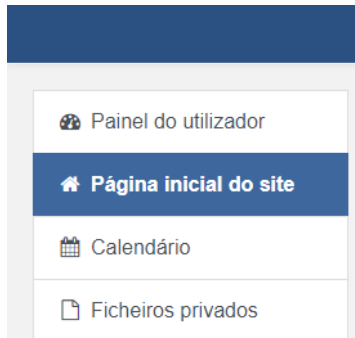 Painel do utilizador
Página inicial do site
Calendário
Ficheiros privados